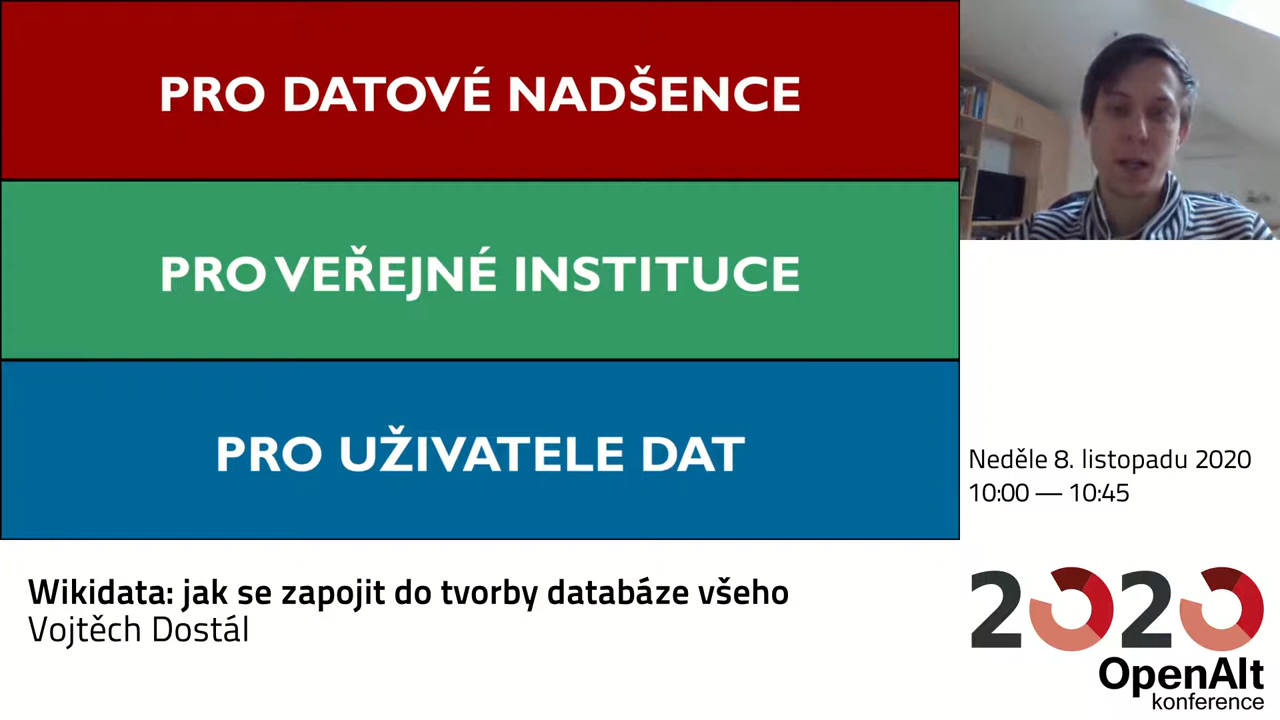 PRO DATOVÉ NADŠENCE
PRO VEŘEJNÉ INSTITUCE
PRO UŽIVATELE DAT
Neděle 8. listopadu 2020
10:00 — 10:45
Wikidata: jak se zapojit do tvorby databáze všeho
Vojtěch Dostál
2020
OpenAlt
konference